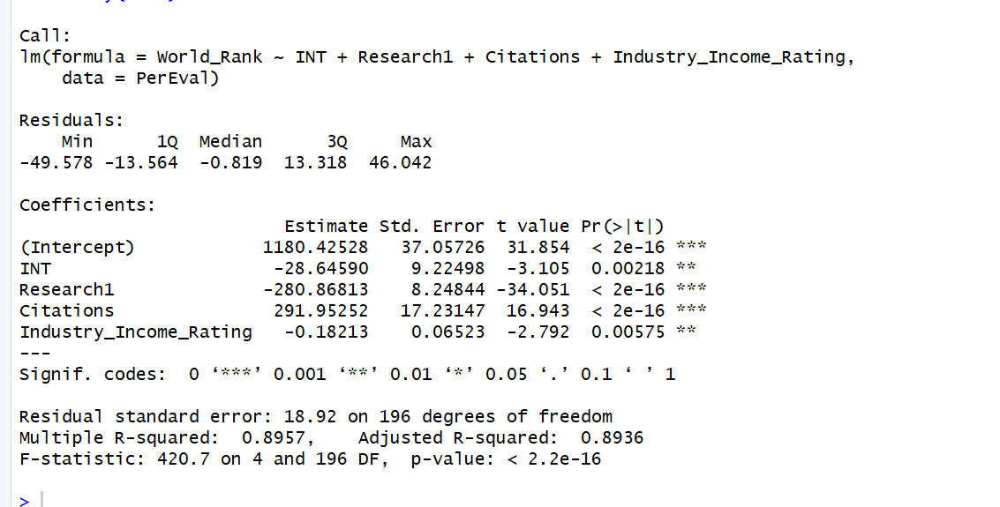 Call:
lm(formula = World_Rank ~ INT + Research1 + Citations + Industry_Income_Rating,
    data = PerEval)

Residuals:
    Min      1Q  Median      3Q     Max
-49.578 -13.564  -0.819  13.318  46.042

Coefficients:
                         Estimate Std. Error t value Pr(>|t|)
(Intercept)            1180.42528   37.05726  31.854  < 2e-16 ***
INT                     -28.64590    9.22498  -3.105  0.00218 **
Research1              -280.86813    8.24844 -34.051  < 2e-16 ***
Citations               291.95252   17.23147  16.943  < 2e-16 ***
Industry_Income_Rating   -0.18213    0.06523  -2.792  0.00575 **
---
Signif. codes:  0 ‘***’ 0.001 ‘**’ 0.01 ‘*’ 0.05 ‘.’ 0.1 ‘ ’ 1

Residual standard error: 18.92 on 196 degrees of freedom
Multiple R-squared:  0.8957,    Adjusted R-squared:  0.8936
F-statistic: 420.7 on 4 and 196 DF,  p-value: < 2.2e-16

>